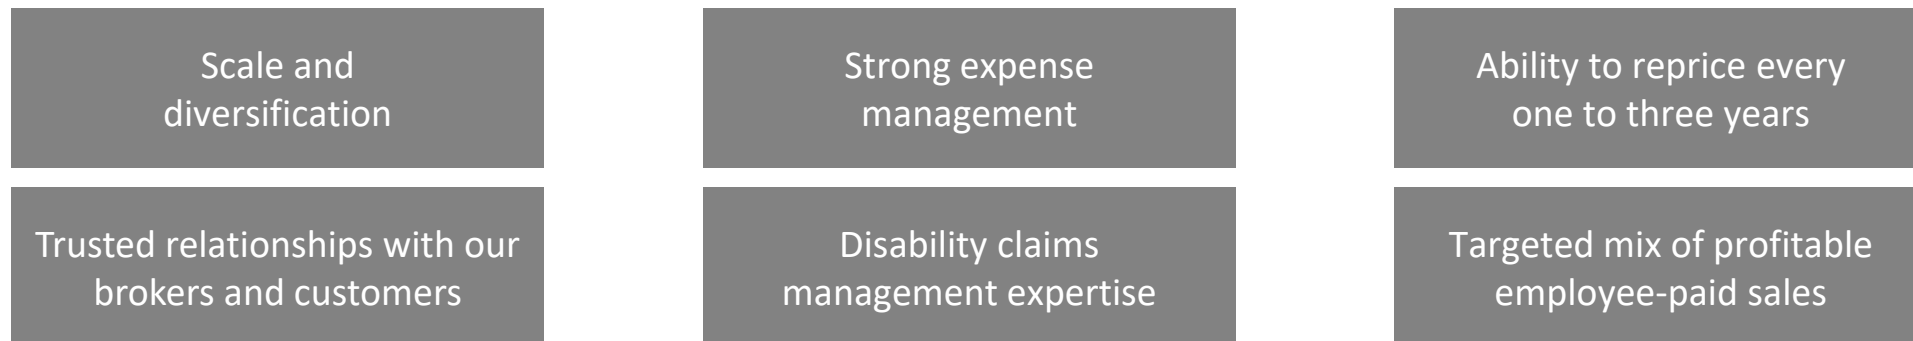 Scale and
diversification
Strong expense
management
Ability to reprice every
one to three years
Trusted relationships with our
brokers and customers
Disability claims
management expertise
Targeted mix of profitable
employee-paid sales